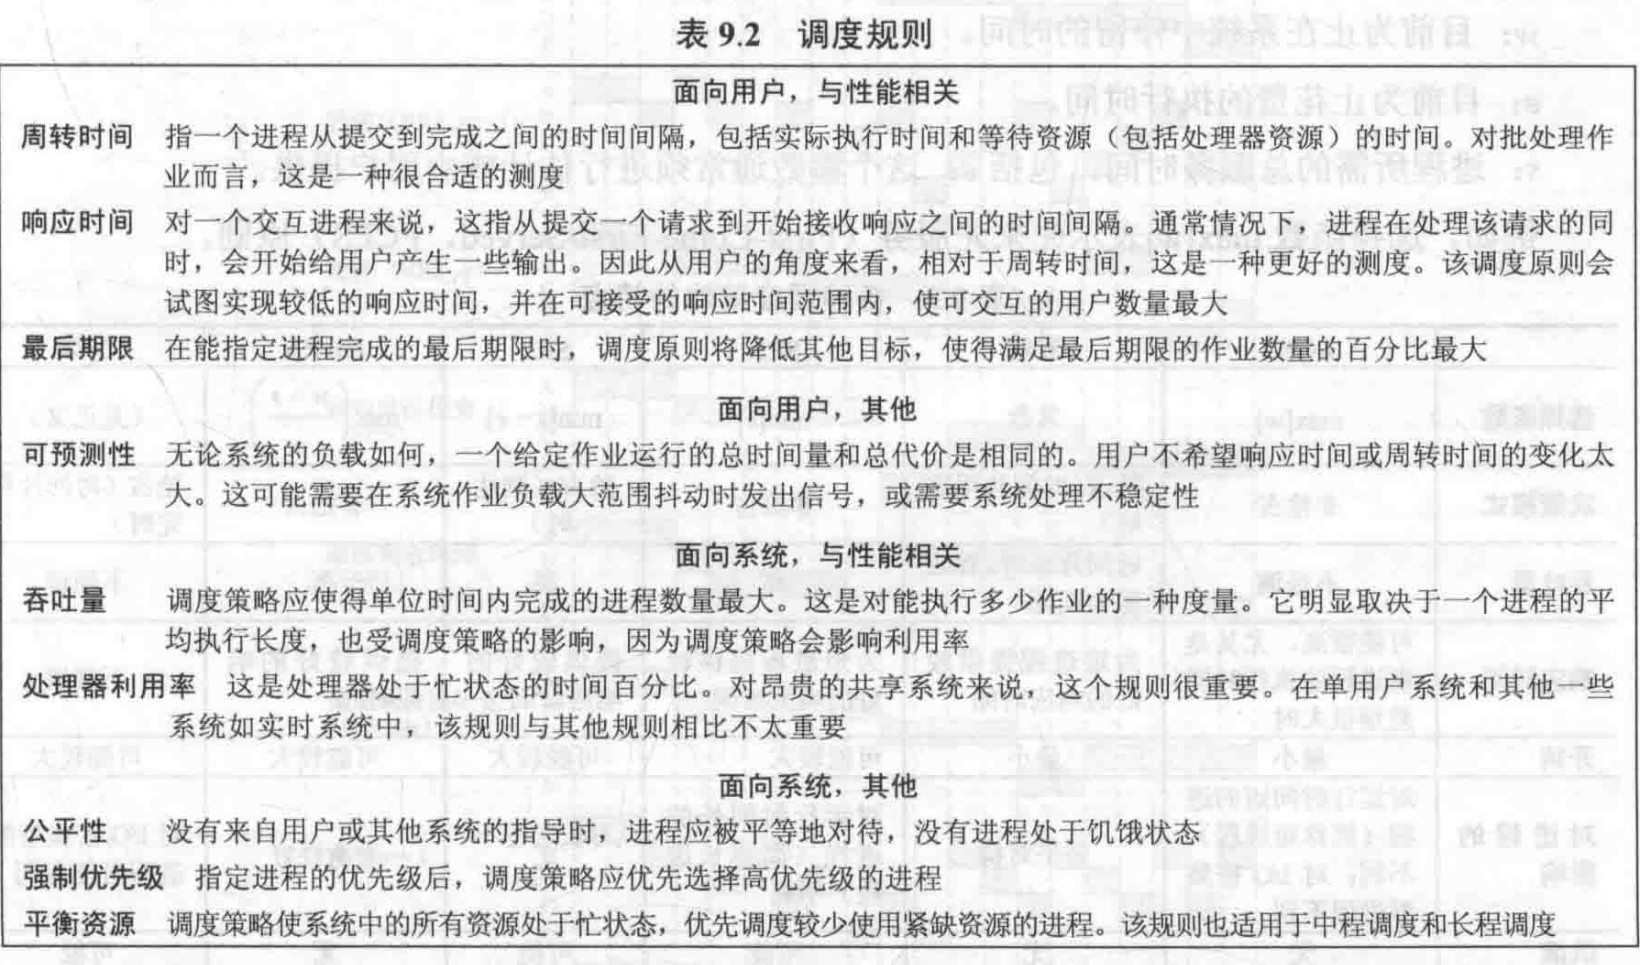 表 9.2 调度规则
面向用户，与性能相关
周转时间 指一个进程从提交到完成之间的时间间隔，包括实际执行时间和等待资源（包括处理器资源）的时间。对批处理作
业而言，这是一种很合适的测度
响应时间 对一个交互进程来说，这指从提交一个请求到开始接收响应之间的时间间隔。通常情况下，进程在处理该请求的同
时，会开始给用户产生一些输出。因此从用户的角度来看，相对于周转时间，这是一种更好的测度。该调度原则会
试图实现较低的响应时间，并在可接受的响应时间范围内，使可交互的用户数量最大
最后期限 在能指定进程完成的最后期限时，调度原则将降低其他目标，使得满足最后期限的作业数量的百分比最大
面向用户，其他
可预测性 无论系统的负载如何，一个给定作业运行的总时间量和总代价是相同的。用户不希望响应时间或周转时间的变化太
大。这可能需要在系统作业负载大范围抖动时发出信号，或需要系统处理不稳定性
面向系统，与性能相关
吞吐量 调度策略应使得单位时间内完成的进程数量最大。这是对能执行多少作业的一种度量。它明显取决于一个进程的平
均执行长度，也受调度策略的影响，因为调度策略会影响利用率
处理器利用率 这是处理器处于忙状态的时间百分比。对昂贵的共享系统来说，这个规则很重要。在单用户系统和其他一些
系统如实时系统中，该规则与其他规则相比不太重要
面向系统，其他
公平性 没有来自用户或其他系统的指导时，进程应被平等地对待，没有进程处于饥饿状态
强制优先级 指定进程的优先级后，调度策略应优先选择高优先级的进程
平衡资源 调度策略使系统中的所有资源处于忙状态，优先调度较少使用紧缺资源的进程。该规则也适用于中程调度和长程调度